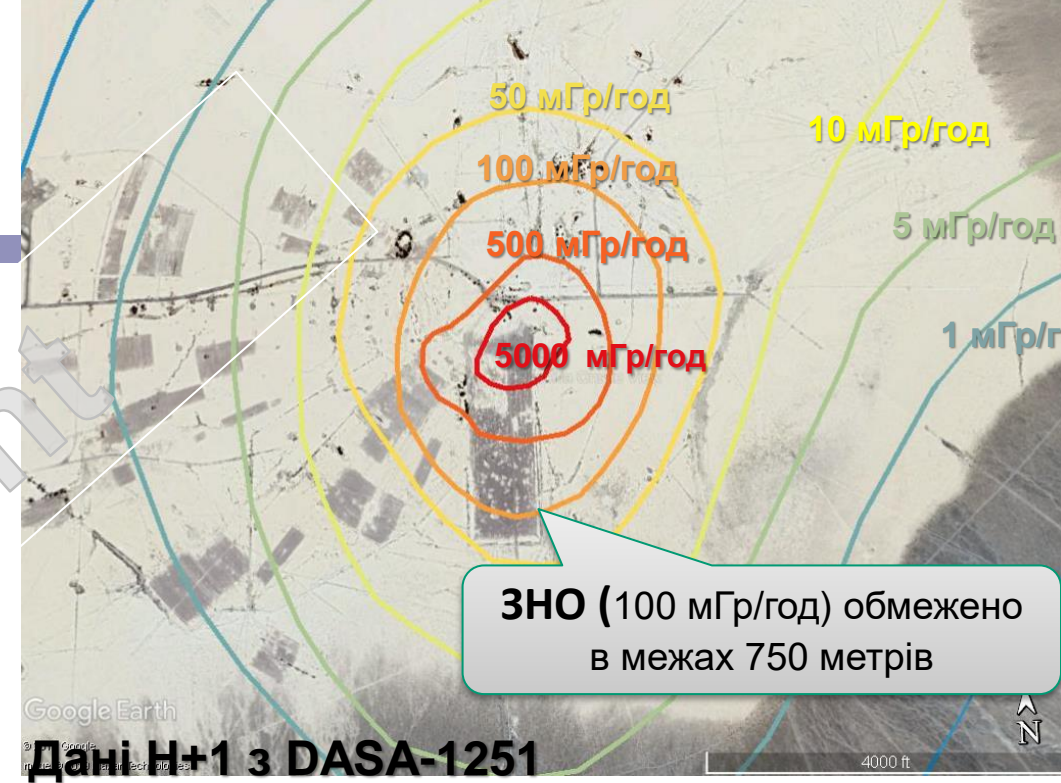 50 мГр/год
10 мГр/год
100 мГр/год
5 мГр/год
500 мГр/год
1 мГр/г
5000 мГр/год
ЗНО (100 мГр/год) обмежено
в межах 750 метрів
Google Earth
N
Google
Дані H+1 з DASA-1251
4000 ft